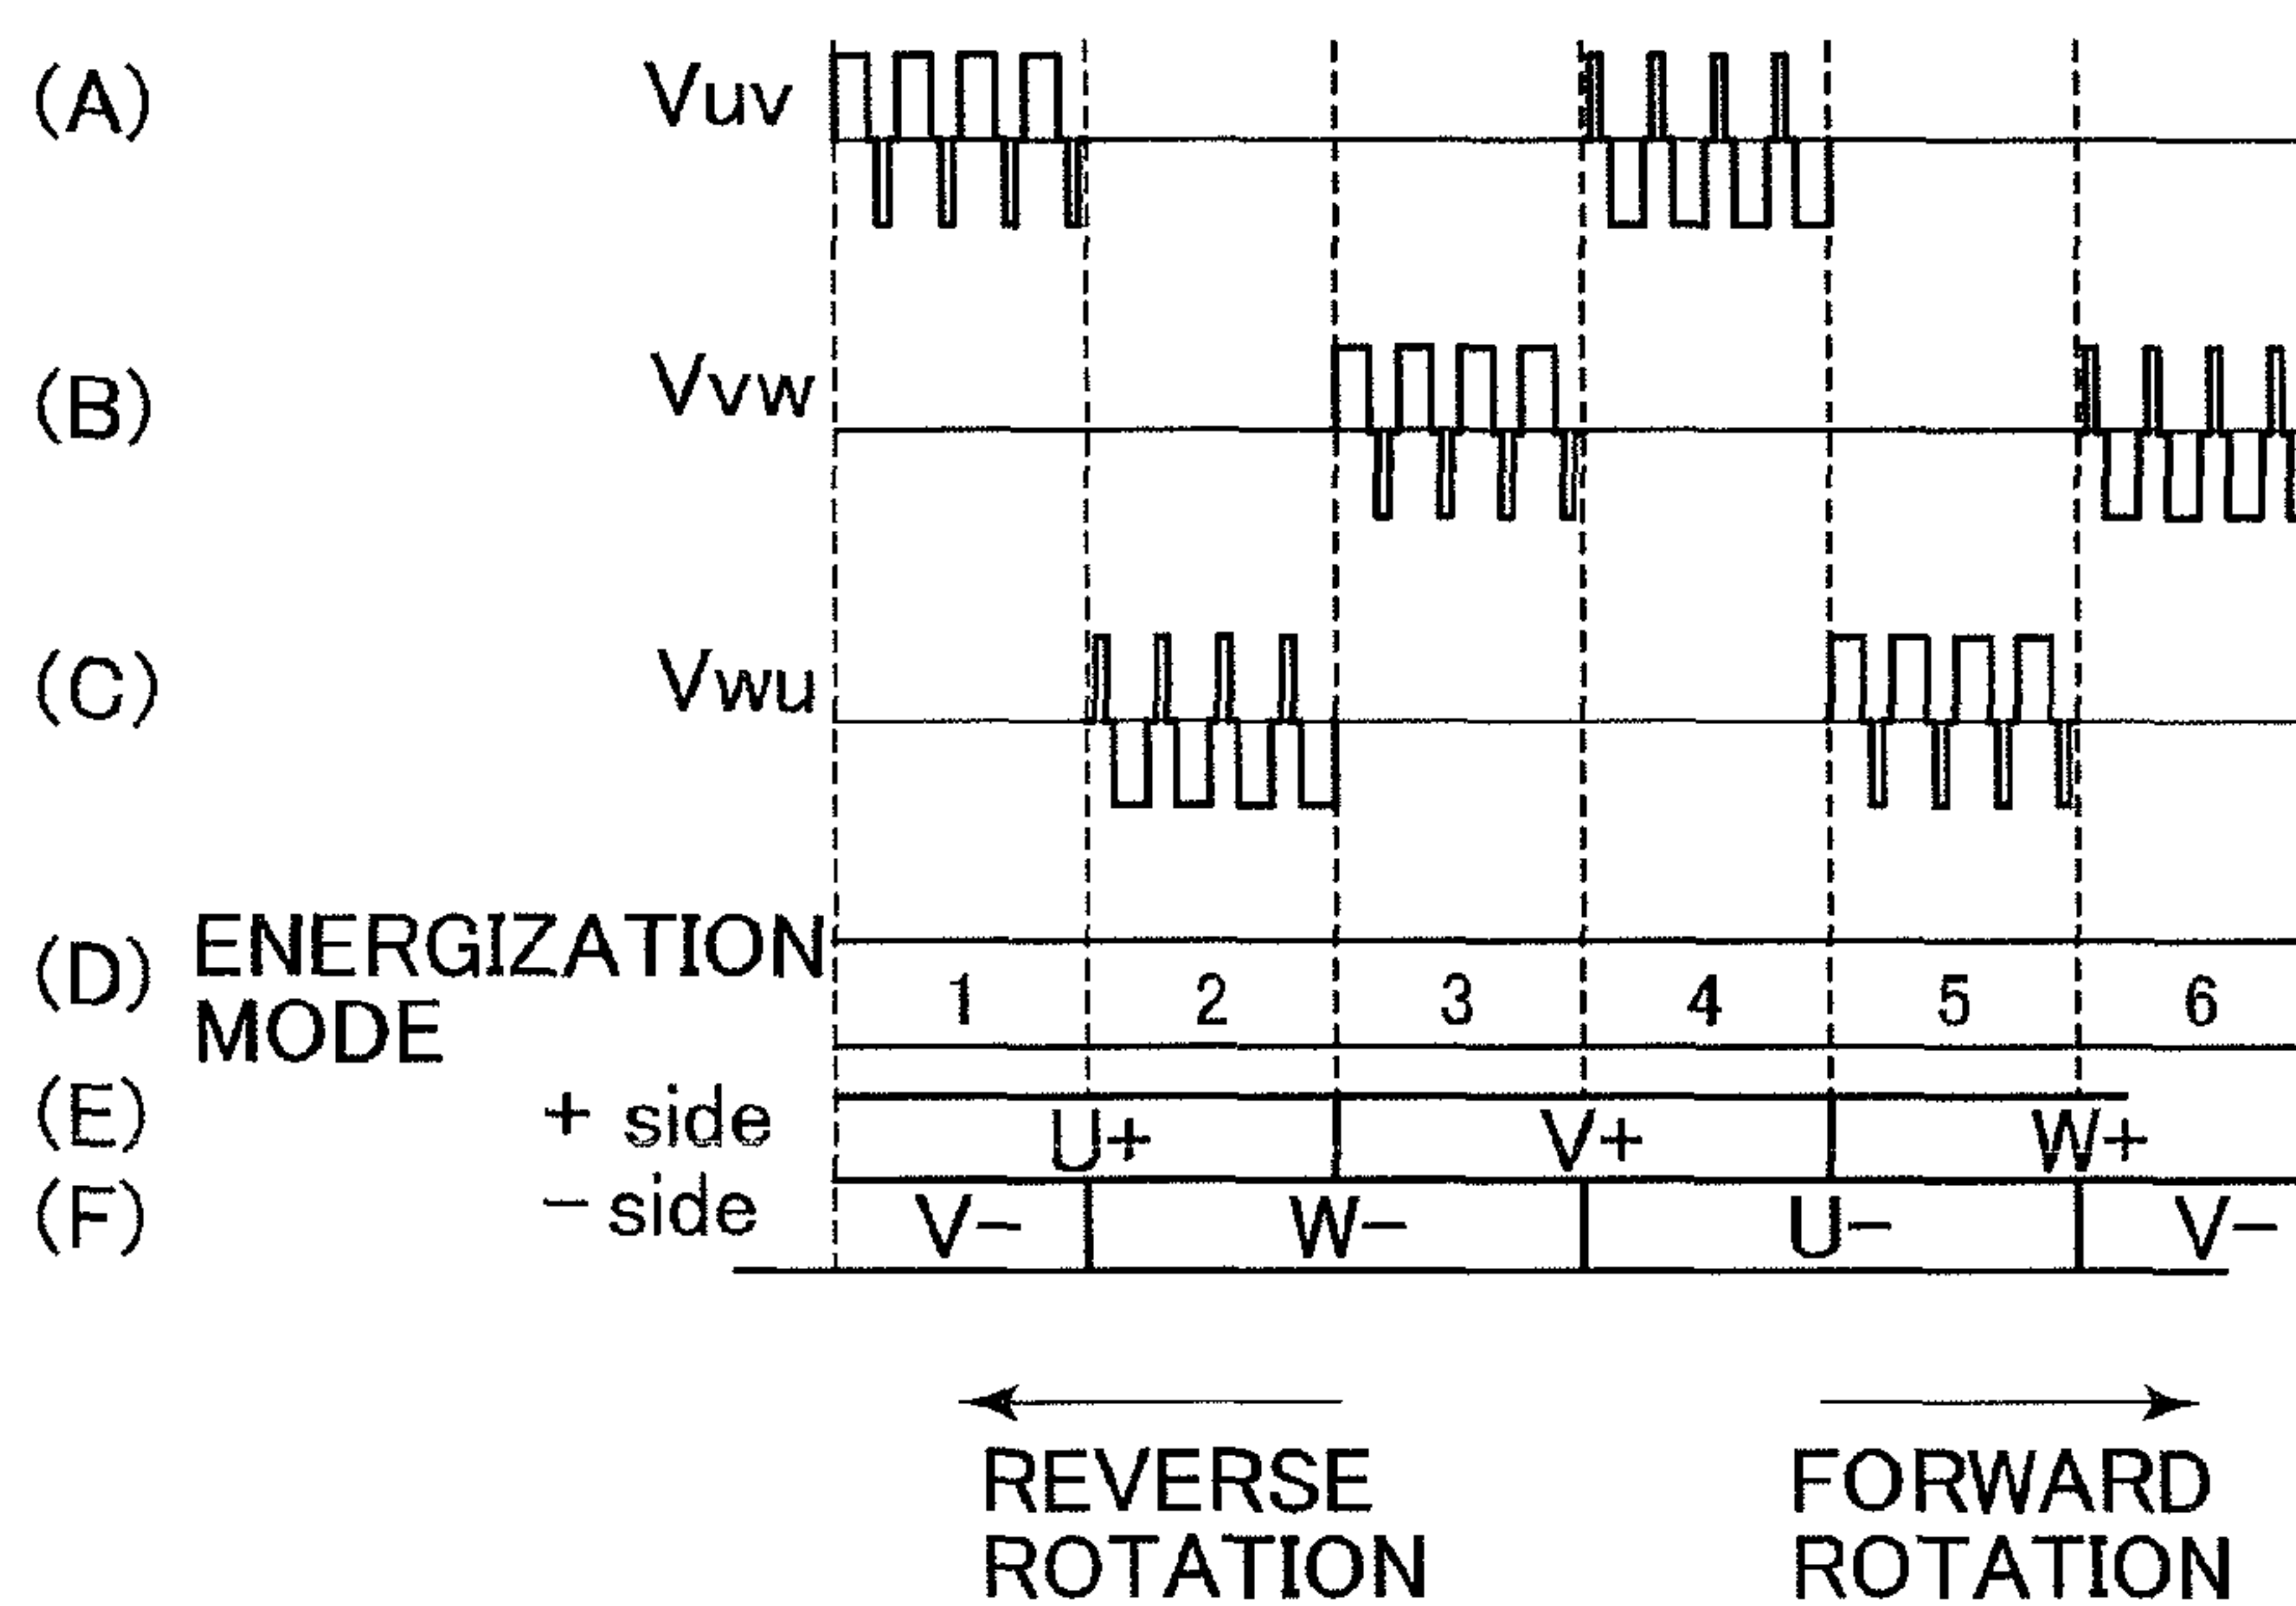 (A) Vuv
(B) Vvw
(C) Vwu
(D) ENERGIZATION MODE 1 2 3 4 5 6
(E) + side U+ V+ W+
(F) − side V− W− U− V−
REVERSE ROTATION
FORWARD ROTATION